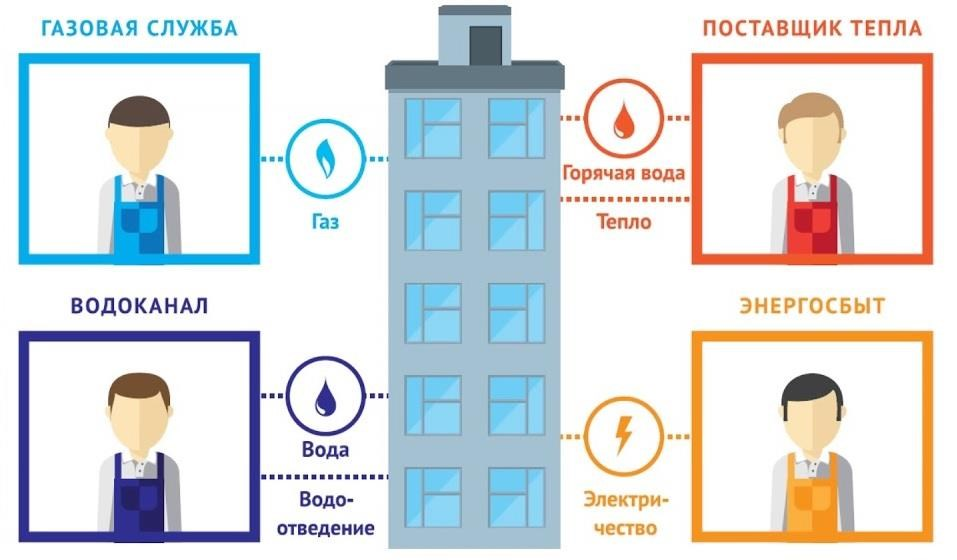 ГАЗОВАЯ СЛУЖБА
Газ
ПОСТАВЩИК ТЕПЛА
Горячая вода
Тепло
ВОДОКАНАЛ
Вода
Водо-
отведение
ЭНЕРГОСБЫТ
Электри-
чество